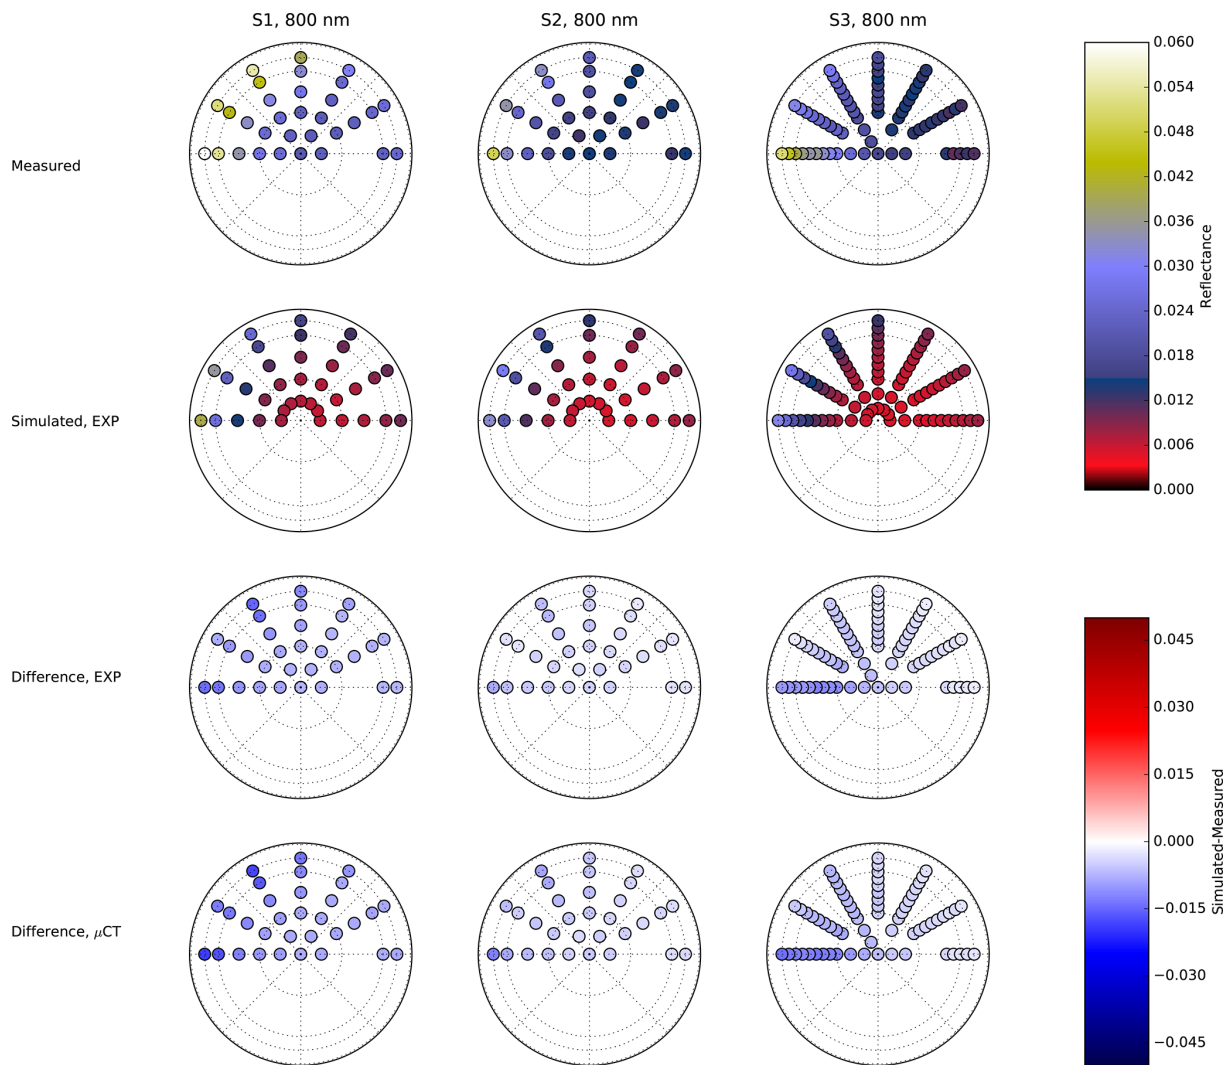 S1, 800 nm
S2, 800 nm
S3, 800 nm
Measured
Simulated, EXP
Difference, EXP
Difference, μCT
0.060
0.054
0.048
0.042
0.036
0.030
0.024
0.018
0.012
0.006
0.000
Reflectance
0.045
0.030
0.015
0.000
−0.015
−0.030
−0.045
Simulated-Measured